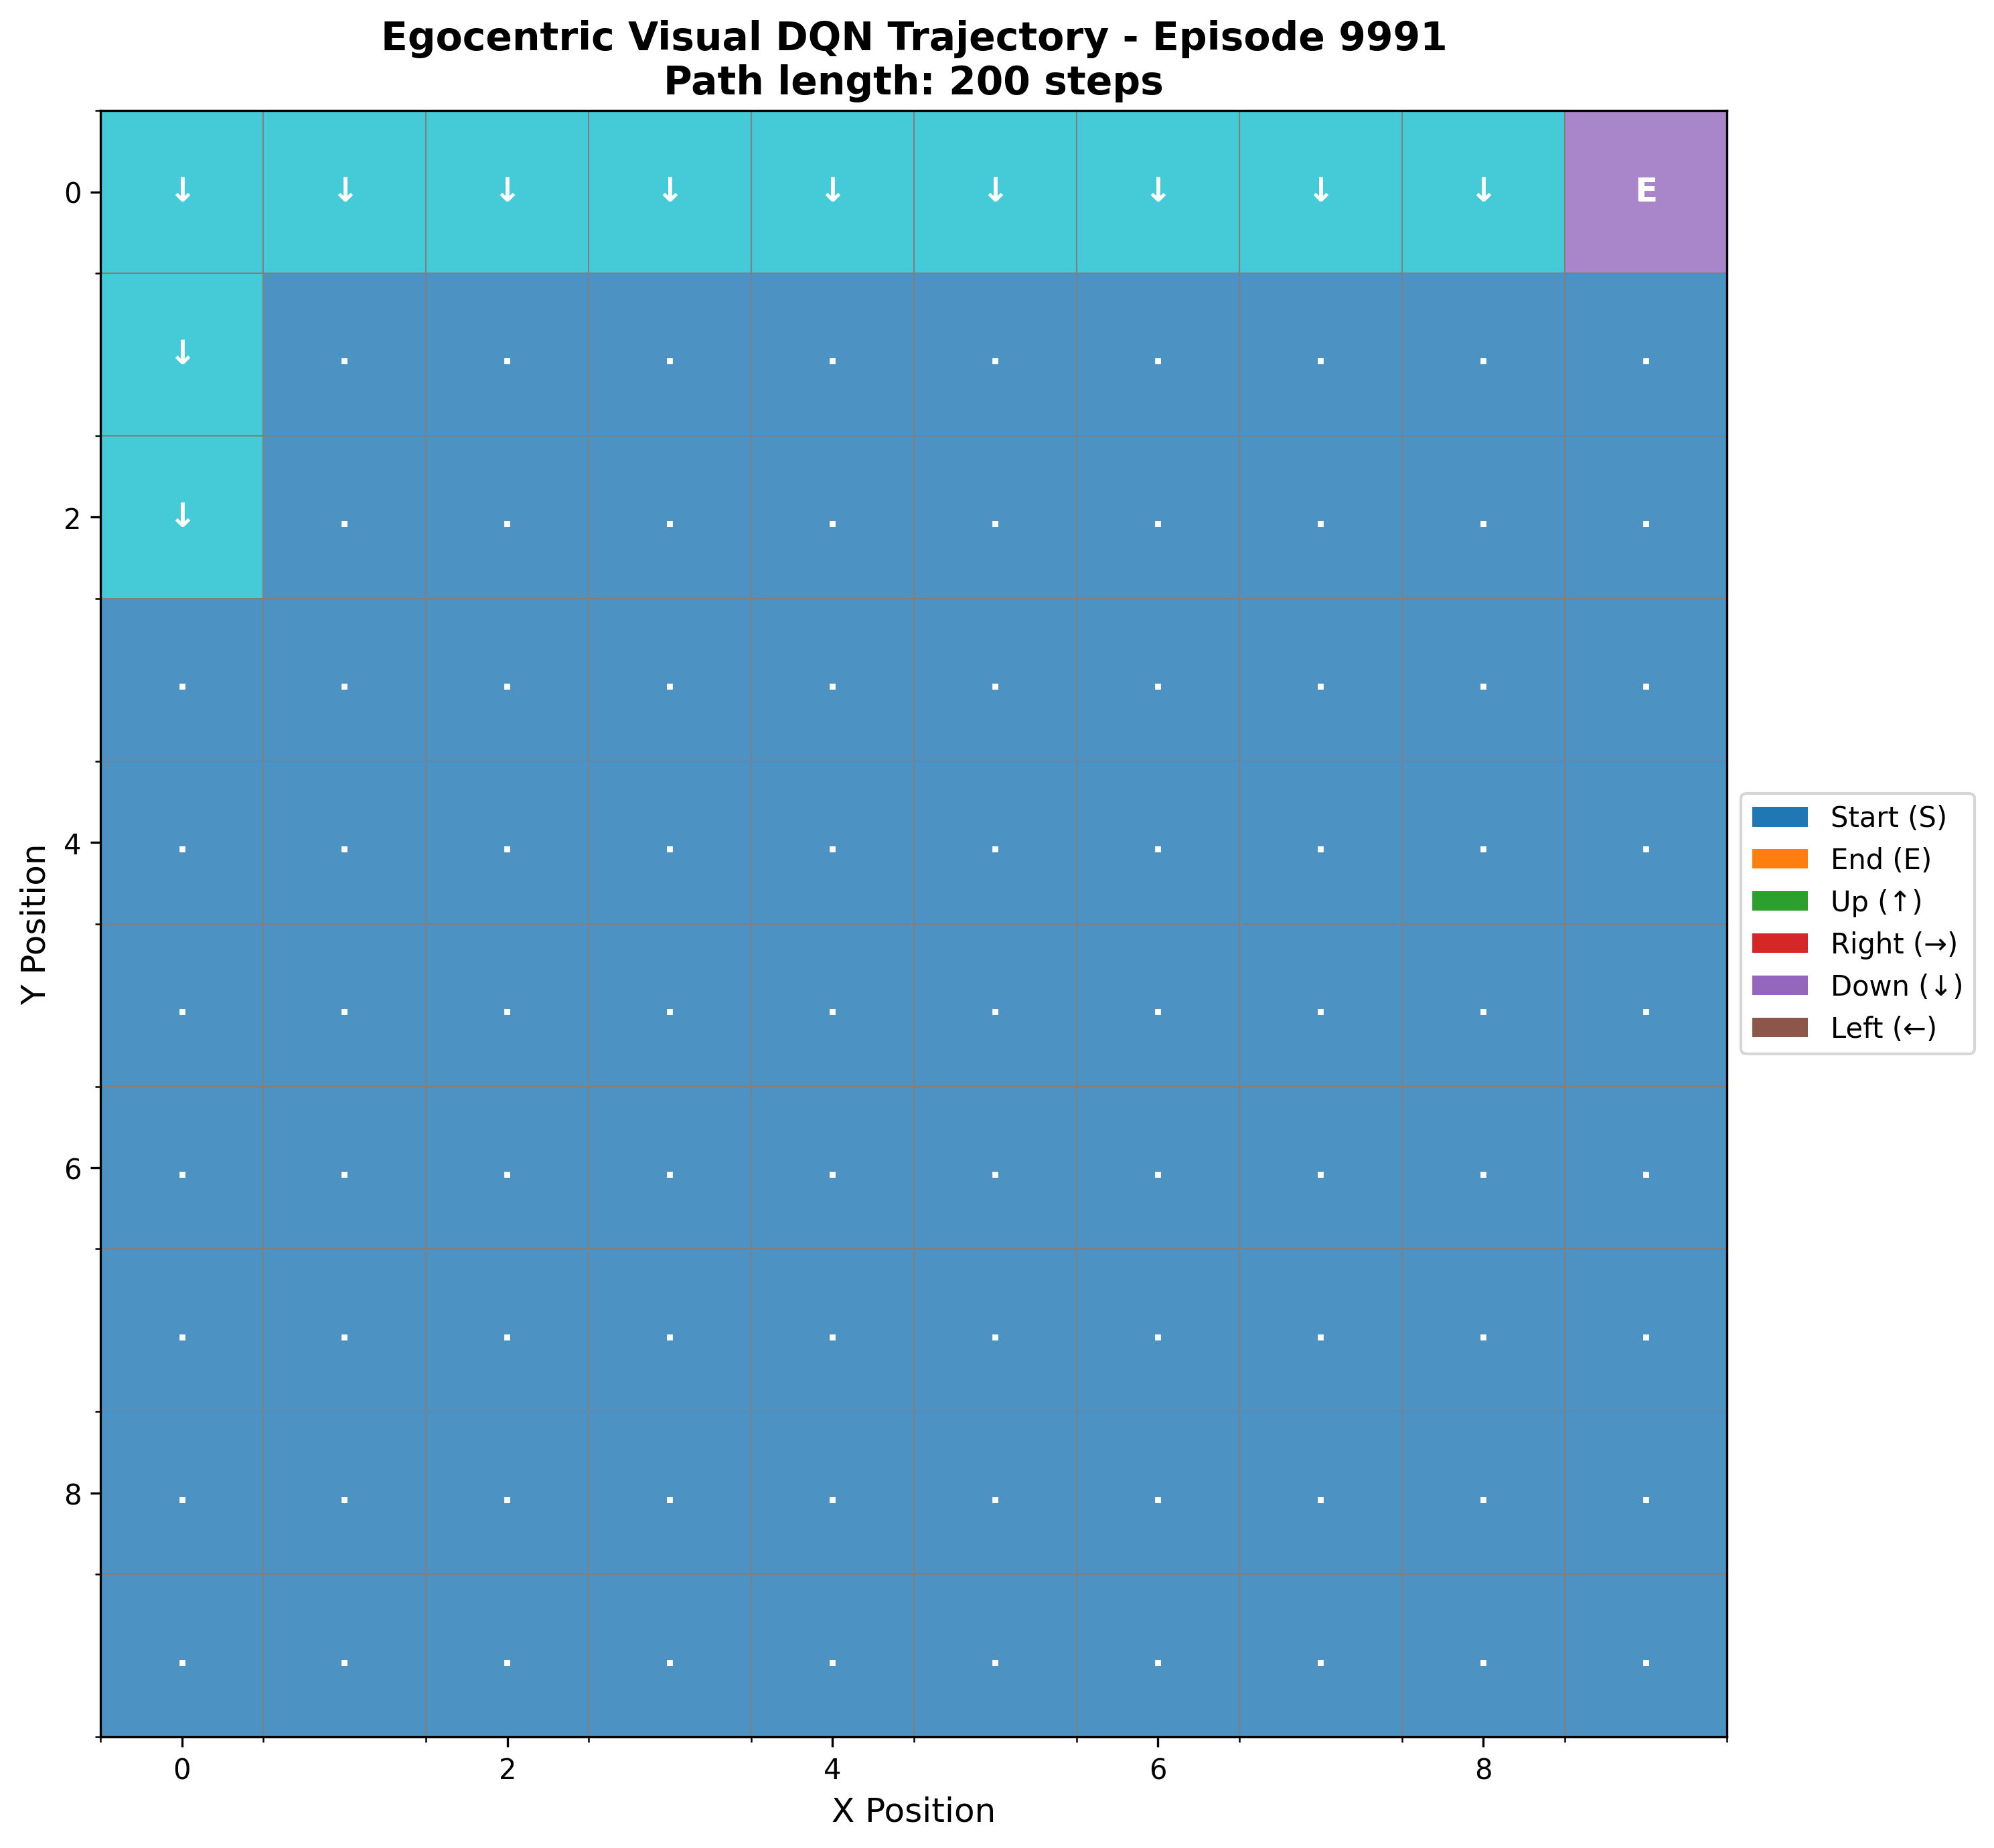 Egocentric Visual DQN Trajectory - Episode 9991
Path length: 200 steps
0 ↓ ↓ ↓ ↓ ↓ ↓ ↓ ↓ ↓ E
↓ . . . . . . . . .
2 ↓ . . . . . . . . .
. . . . . . . . . .
4 . . . . . . . . . .
. . . . . . . . . .
6 . . . . . . . . . .
. . . . . . . . . .
8 . . . . . . . . . .
. . . . . . . . . .
0 2 4 6 8
X Position
Y Position
Start (S)
End (E)
Up (↑)
Right (→)
Down (↓)
Left (←)